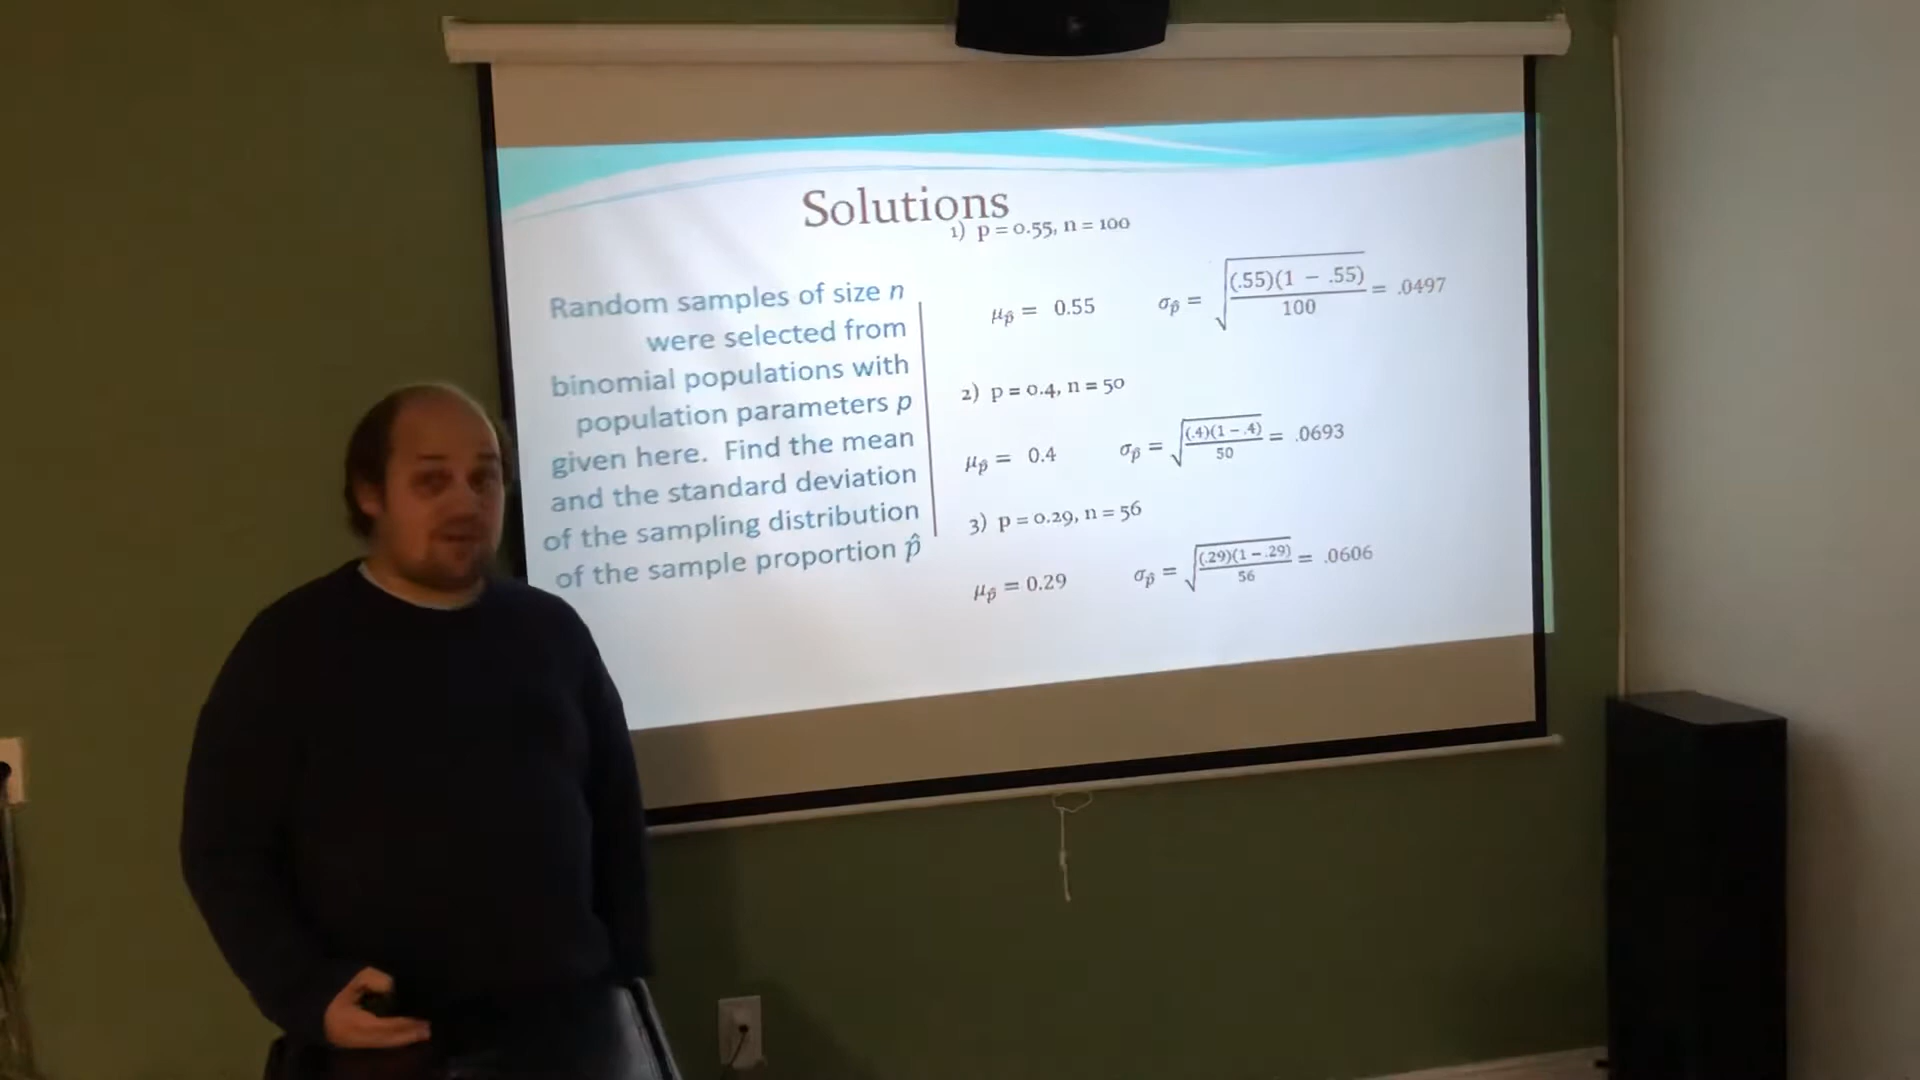 Solutions
Random samples of size n
were selected from
binomial populations with
population parameters p
given here. Find the mean
and the standard deviation
of the sampling distribution
of the sample proportion p̂
1) p = 0.55, n = 100
μp̂ = 0.55 σp̂ = √((.55)(1 − .55)/100) = .0497
2) p = 0.4, n = 50
μp̂ = 0.4 σp̂ = √((.4)(1 − .4)/50) = .0693
3) p = 0.29, n = 56
μp̂ = 0.29 σp̂ = √((.29)(1 − .29)/56) = .0606